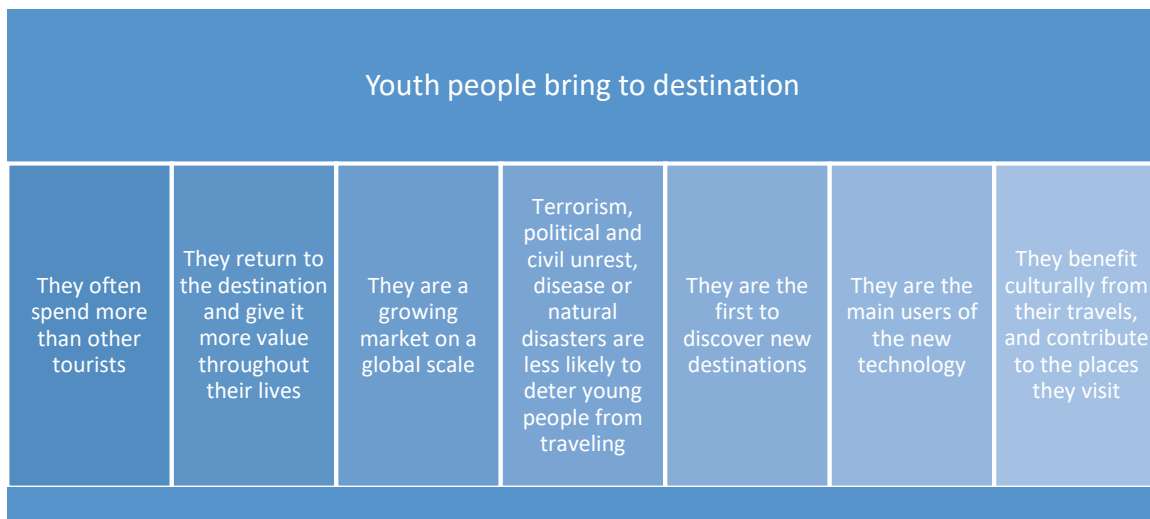 Youth people bring to destination
They often
spend more
than other
tourists
They return to
the destination
and give it
more value
throughout
their lives
They are a
growing
market on a
global scale
Terrorism,
political and
civil unrest,
disease or
natural
disasters are
less likely to
deter young
people from
traveling
They are the
first to
discover new
destinations
They are the
main users of
the new
technology
They benefit
culturally from
their travels,
and contribute
to the places
they visit